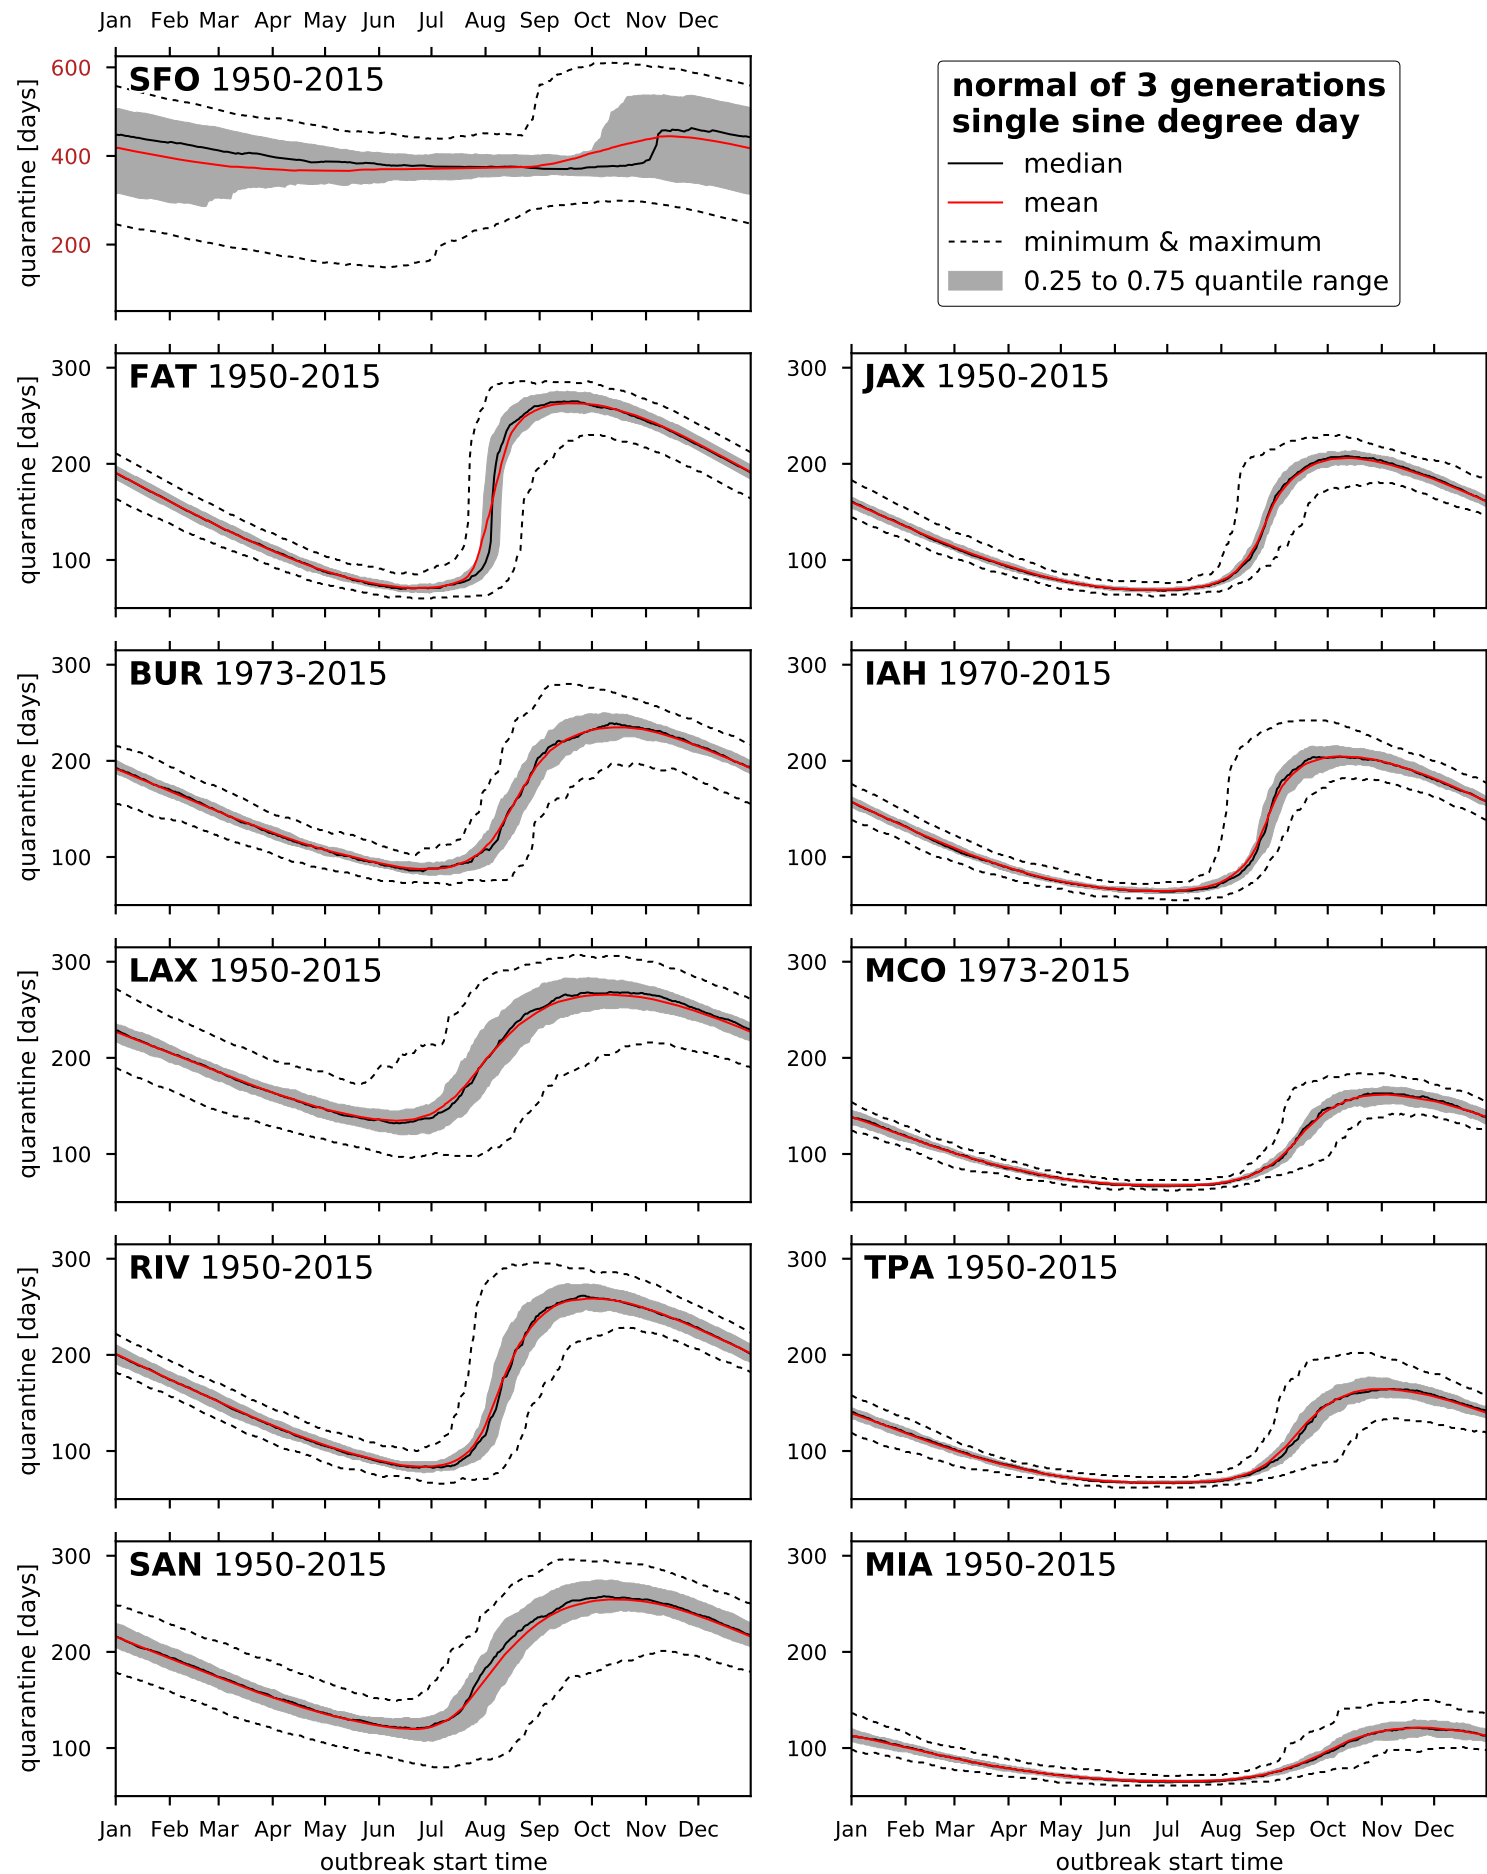 Jan Feb Mar Apr May Jun Jul Aug Sep Oct Nov Dec
SFO 1950-2015
600
400
200
quarantine [days]
normal of 3 generations
single sine degree day
median
mean
minimum & maximum
0.25 to 0.75 quantile range
FAT 1950-2015
300
200
100
quarantine [days]
JAX 1950-2015
300
200
100
BUR 1973-2015
300
200
100
quarantine [days]
IAH 1970-2015
300
200
100
LAX 1950-2015
300
200
100
quarantine [days]
MCO 1973-2015
300
200
100
RIV 1950-2015
300
200
100
quarantine [days]
TPA 1950-2015
300
200
100
SAN 1950-2015
300
200
100
quarantine [days]
MIA 1950-2015
300
200
100
Jan Feb Mar Apr May Jun Jul Aug Sep Oct Nov Dec
outbreak start time
Jan Feb Mar Apr May Jun Jul Aug Sep Oct Nov Dec
outbreak start time